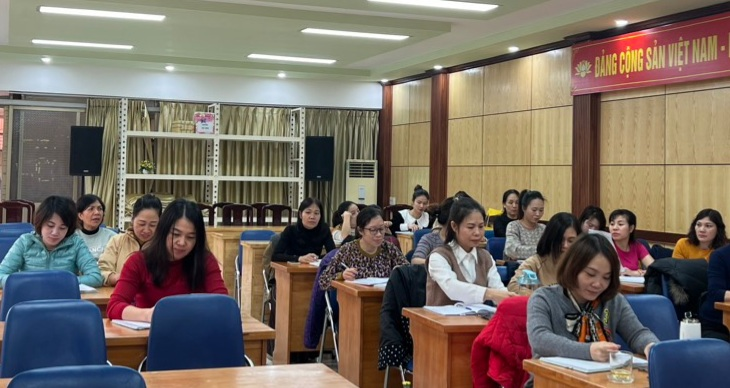 ĐẢNG CỘNG SẢN VIỆT NAM -